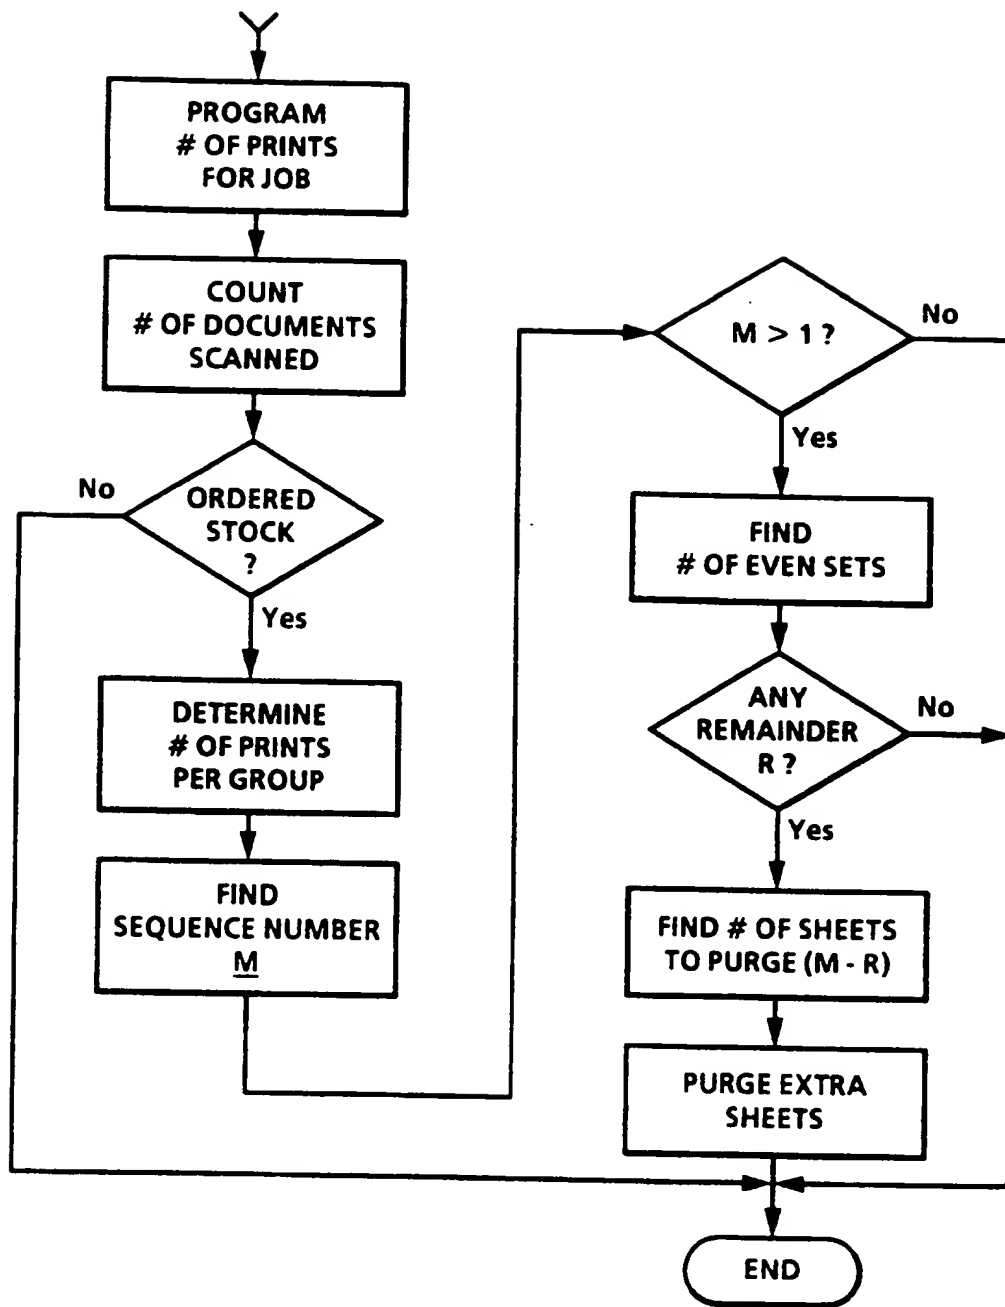 PROGRAM
# OF PRINTS
FOR JOB
COUNT
# OF DOCUMENTS
SCANNED
No
ORDERED
STOCK
?
Yes
DETERMINE
# OF PRINTS
PER GROUP
FIND
SEQUENCE NUMBER
M
M > 1 ?
No
Yes
FIND
# OF EVEN SETS
ANY
REMAINDER
R ?
No
Yes
FIND # OF SHEETS
TO PURGE (M - R)
PURGE EXTRA
SHEETS
END